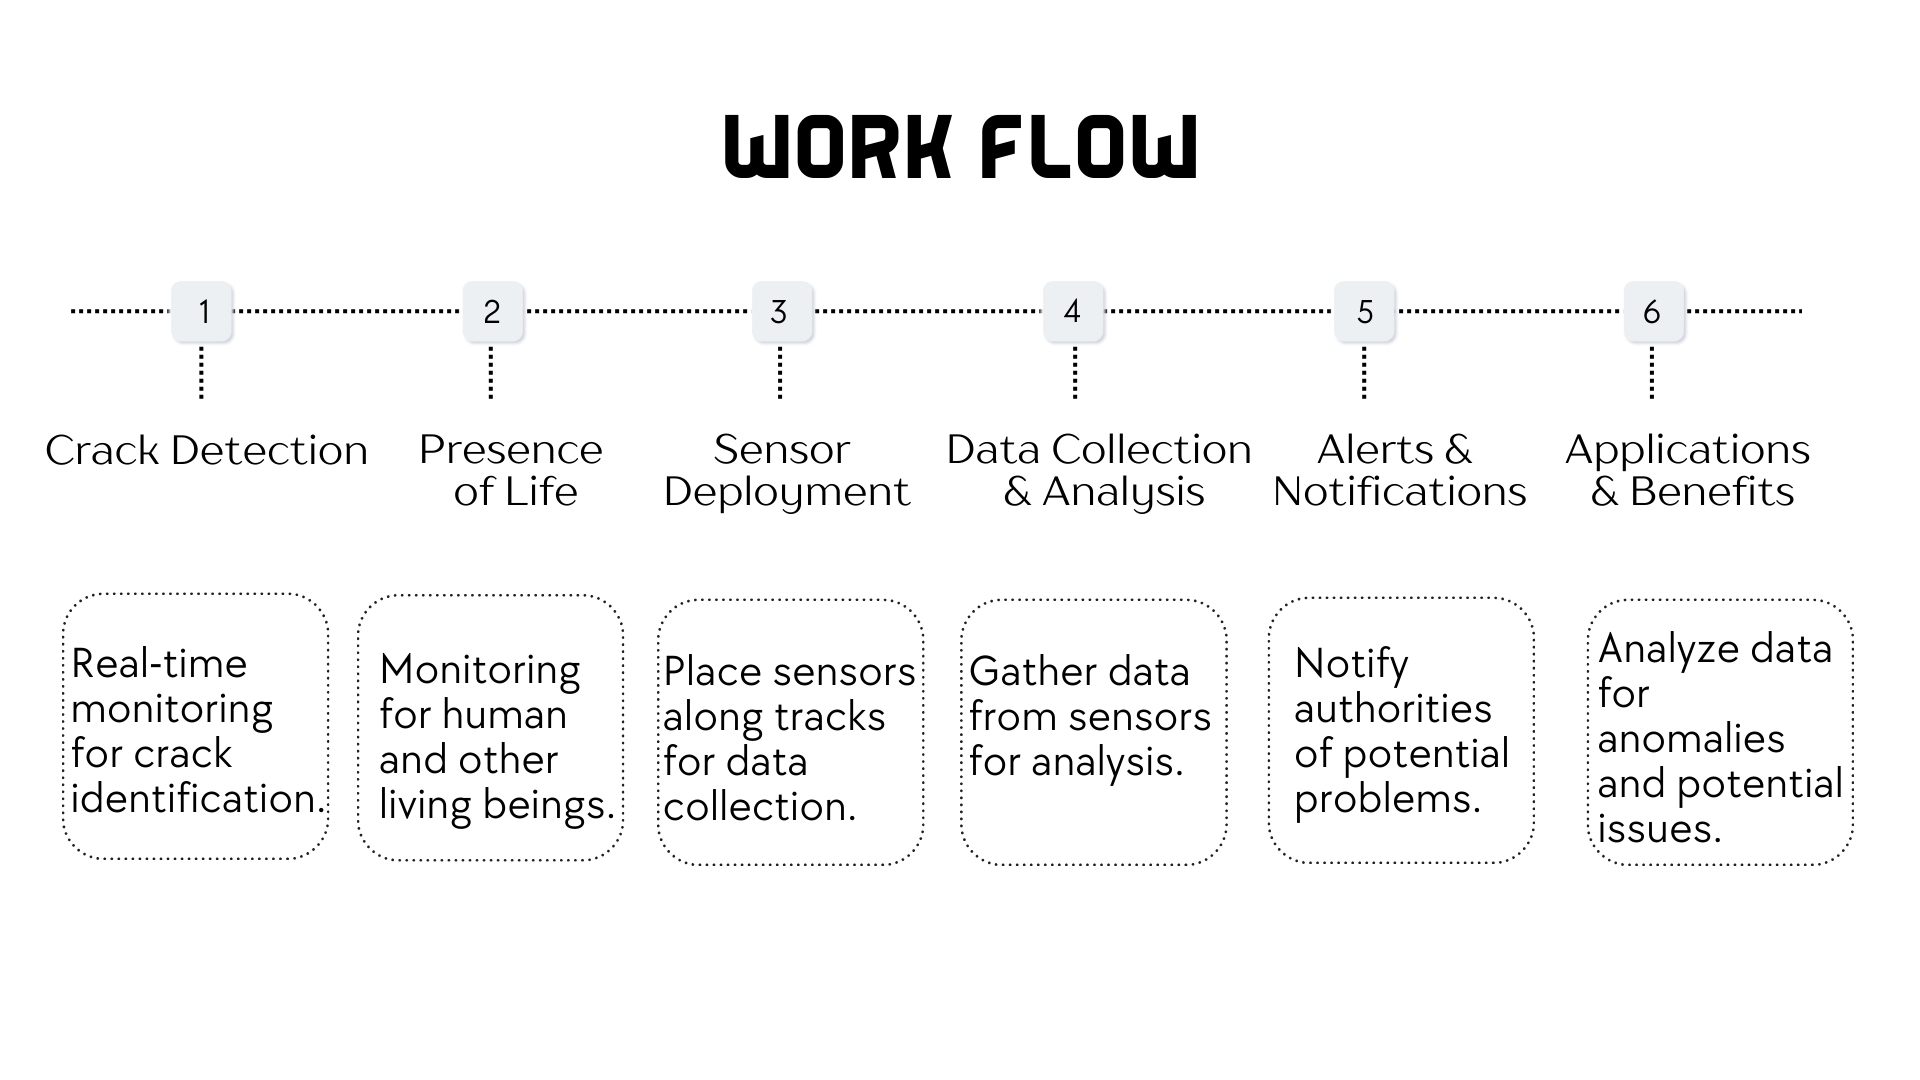 WORK FLOW
1
2
3
4
5
6
Crack Detection
Presence
of Life
Sensor
Deployment
Data Collection
& Analysis
Alerts &
Notifications
Applications
& Benefits
Real-time
monitoring
for crack
identification.
Monitoring
for human
and other
living beings.
Place sensors
along tracks
for data
collection.
Gather data
from sensors
for analysis.
Notify
authorities
of potential
problems.
Analyze data
for
anomalies
and potential
issues.